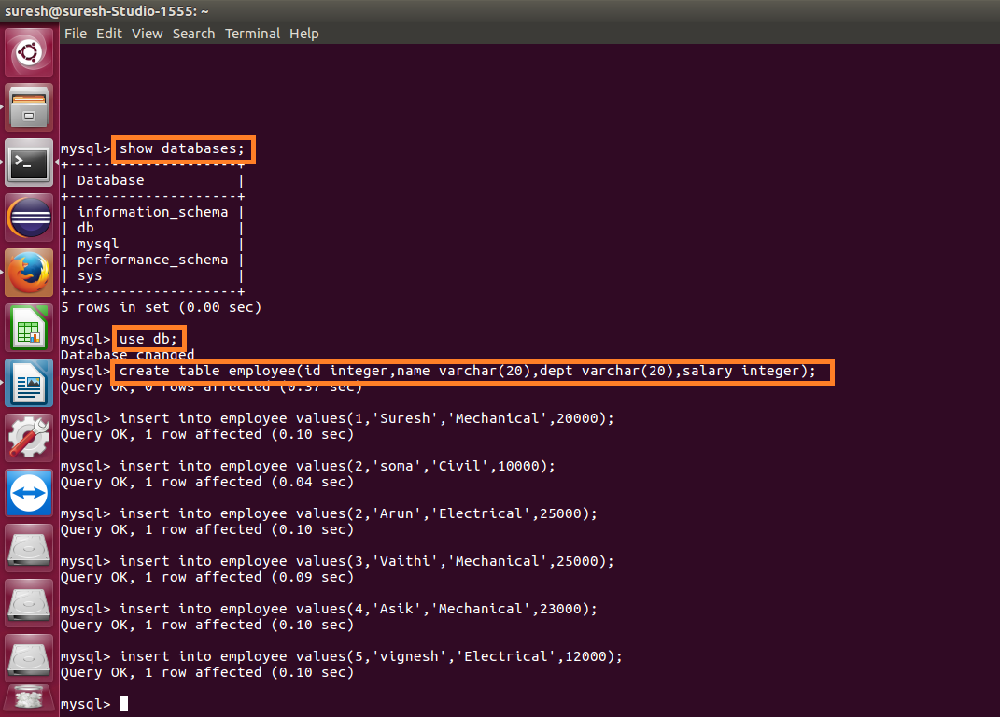 suresh@suresh-Studio-1555: ~
File Edit View Search Terminal Help
mysql> show databases;
+--------------------+
| Database           |
+--------------------+
| information_schema |
| db                 |
| mysql              |
| performance_schema |
| sys                |
+--------------------+
5 rows in set (0.00 sec)
mysql> use db;
Database changed
mysql> create table employee(id integer,name varchar(20),dept varchar(20),salary integer);
Query OK, 0 rows affected (0.37 sec)
mysql> insert into employee values(1,'Suresh','Mechanical',20000);
Query OK, 1 row affected (0.10 sec)
mysql> insert into employee values(2,'soma','Civil',10000);
Query OK, 1 row affected (0.04 sec)
mysql> insert into employee values(2,'Arun','Electrical',25000);
Query OK, 1 row affected (0.10 sec)
mysql> insert into employee values(3,'Vaithi','Mechanical',25000);
Query OK, 1 row affected (0.09 sec)
mysql> insert into employee values(4,'Asik','Mechanical',23000);
Query OK, 1 row affected (0.10 sec)
mysql> insert into employee values(5,'vignesh','Electrical',12000);
Query OK, 1 row affected (0.10 sec)
mysql>